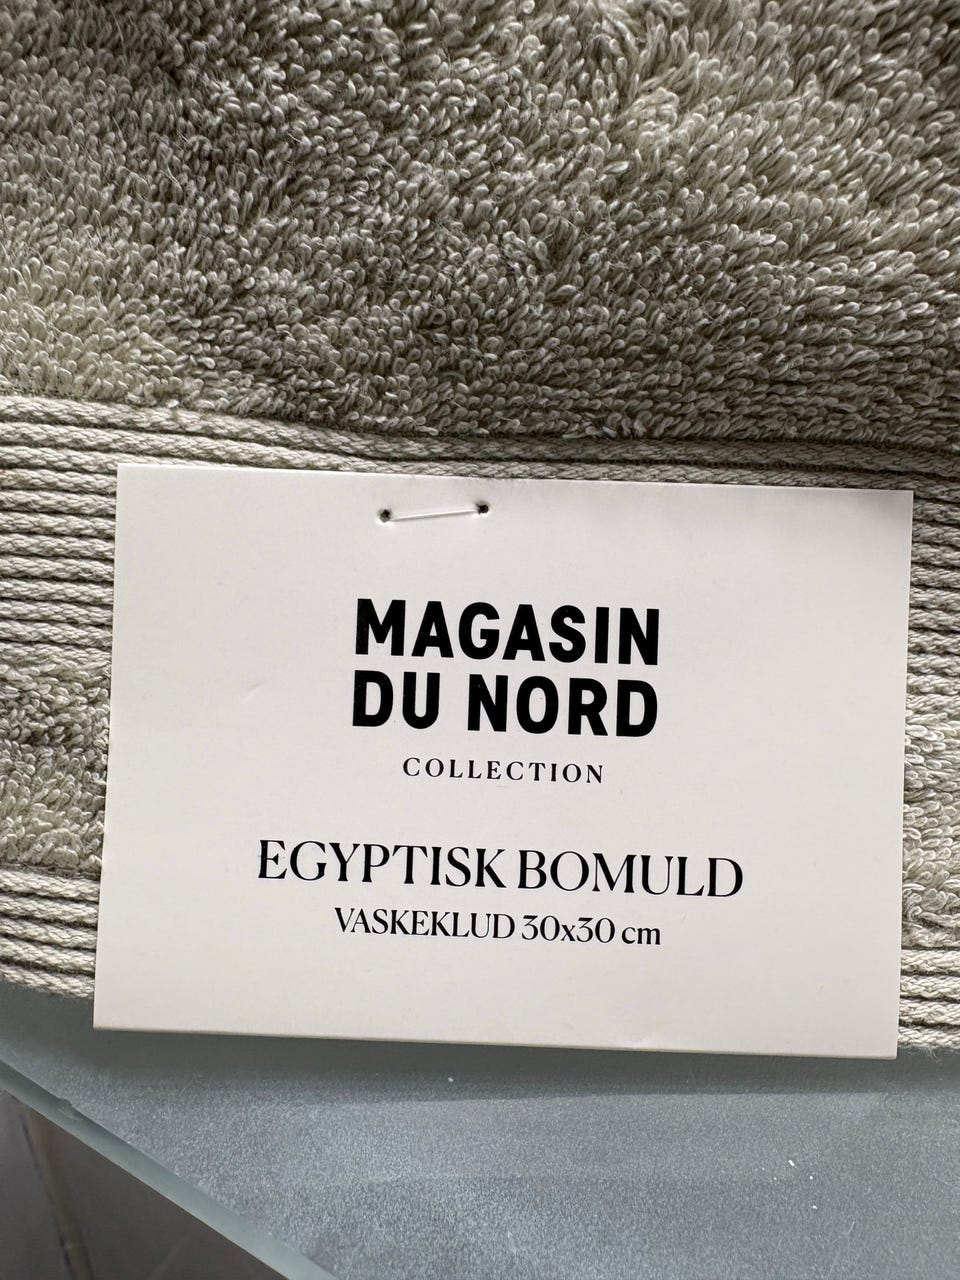 MAGASIN
DU NORD
COLLECTION
EGYPTISK BOMULD
VASKEKLUD 30x30 cm